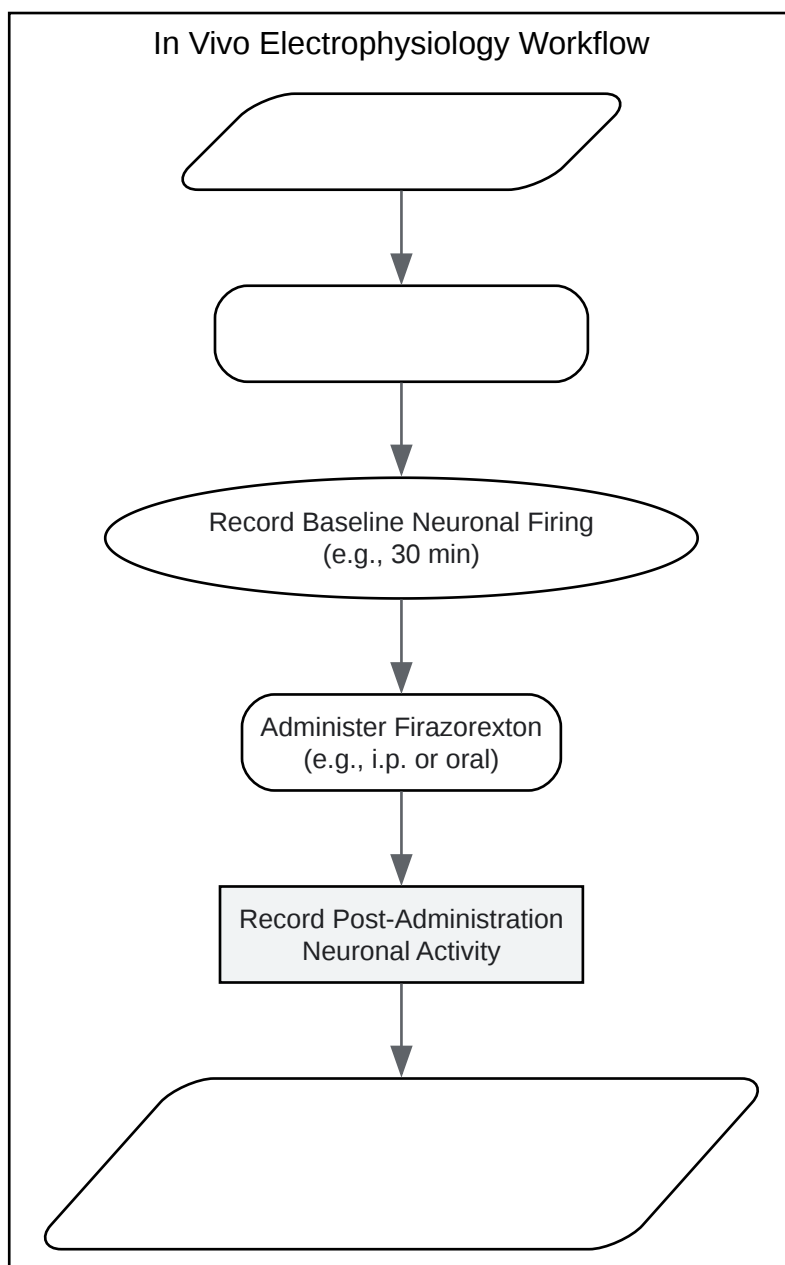 In Vivo Electrophysiology Workflow
Record Baseline Neuronal Firing
(e.g., 30 min)
Administer Firazorexton
(e.g., i.p. or oral)
Record Post-Administration
Neuronal Activity